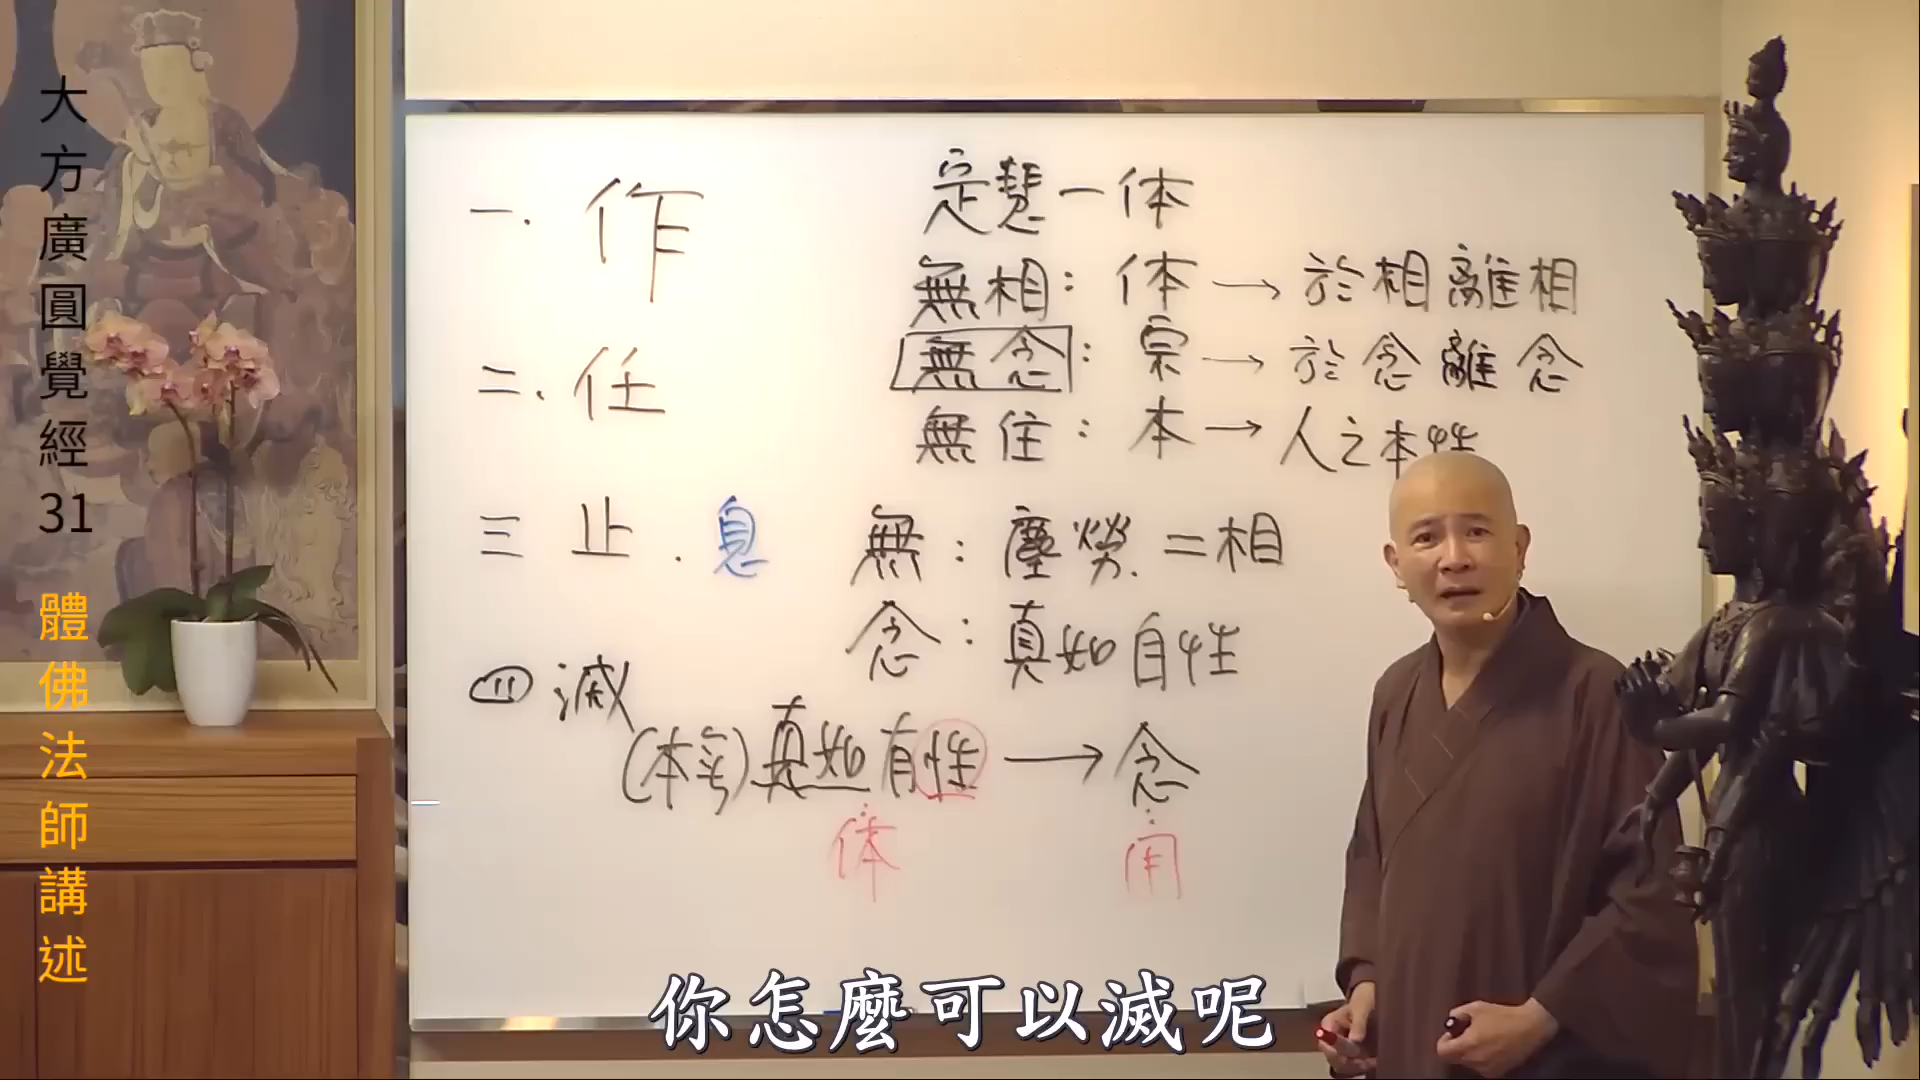 大方廣圓覺經31 體佛法師講述
一. 作
二. 任
三 止. 息
四 滅
定慧一体
無相: 体 → 於相離相
無念: 宗 → 於念離念
無住: 本 → 人之本性
無: 塵勞. = 相
念: 真如自性
(本令) 真如有性 → 念
体 用
你怎麼可以滅呢